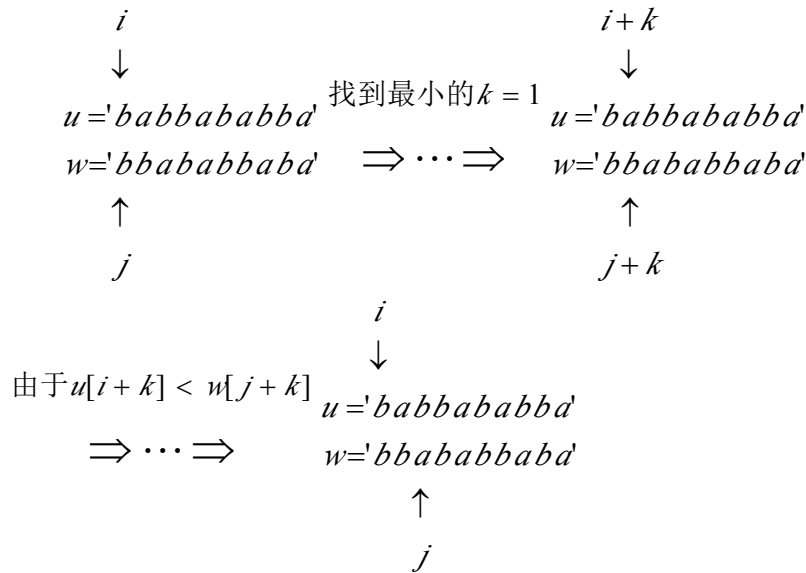 i i + k
↓ ↓
u ='babbababba' 找到最小的k = 1 u ='babbababba'
w='bbababbaba' ⇒ ⋯ ⇒ w='bbababbaba'
↑ ↑
j j + k
i
↓
由于u[i + k] < w[j + k] u ='babbababba'
⇒ ⋯ ⇒ w='bbababbaba'
↑
j